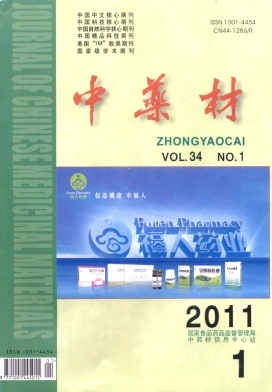 JOURNAL OF CHINESE MEDICINAL MATERIALS
中国中文核心期刊
中国科技核心期刊
中国自然科学核心期刊
中国精品科技期刊
美国“IM”收录期刊
国家级学术期刊
ISSN 1001-4454
CN44-1286/R
中藥材
ZHONGYAOCAI
VOL.34 NO.1
创造健康 幸福人
福人药业
2011
国家食品药品监督管理局
中药材信息中心站
1
ISSN 1001-4454